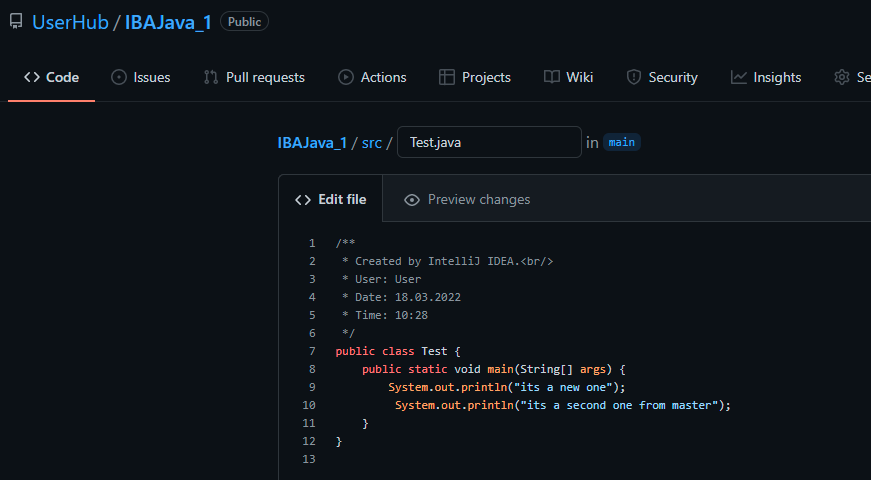 UserHub / IBAJava_1 Public
Code Issues Pull requests Actions Projects Wiki Security Insights Se
IBAJava_1 / src / Test.java in main
<> Edit file Preview changes
1 /**
2  * Created by IntelliJ IDEA.<br/>
3  * User: User
4  * Date: 18.03.2022
5  * Time: 10:28
6  */
7 public class Test {
8     public static void main(String[] args) {
9         System.out.println("its a new one");
10          System.out.println("its a second one from master");
11     }
12 }
13